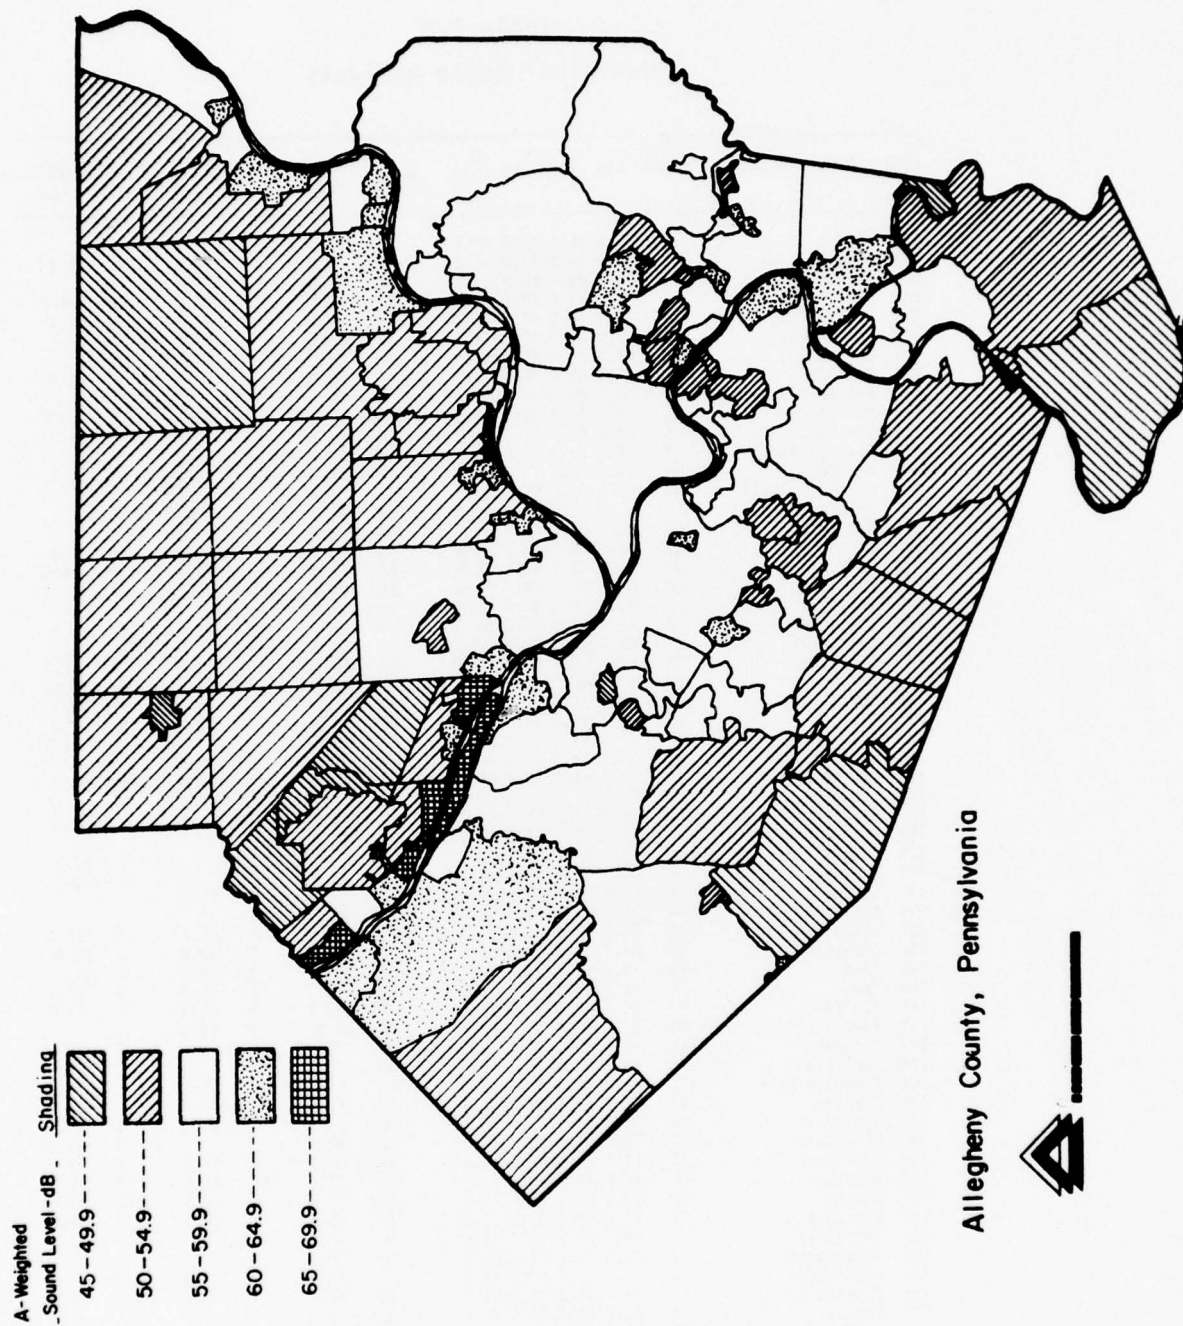 A-Weighted
Sound Level-dB Shading
45-49.9
50-54.9
55-59.9
60-64.9
65-69.9
Allegheny County, Pennsylvania